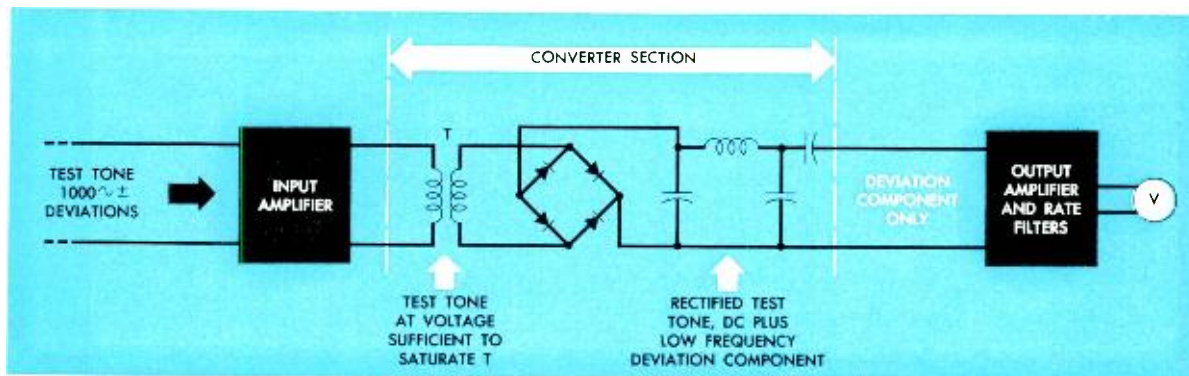 CONVERTER SECTION
T
TEST TONE
1000∿±
DEVIATIONS
INPUT
AMPLIFIER
DEVIATION
COMPONENT
ONLY
OUTPUT
AMPLIFIER
AND RATE
FILTERS
V
TEST TONE
AT VOLTAGE
SUFFICIENT TO
SATURATE T
RECTIFIED TEST
TONE, DC PLUS
LOW FREQUENCY
DEVIATION COMPONENT